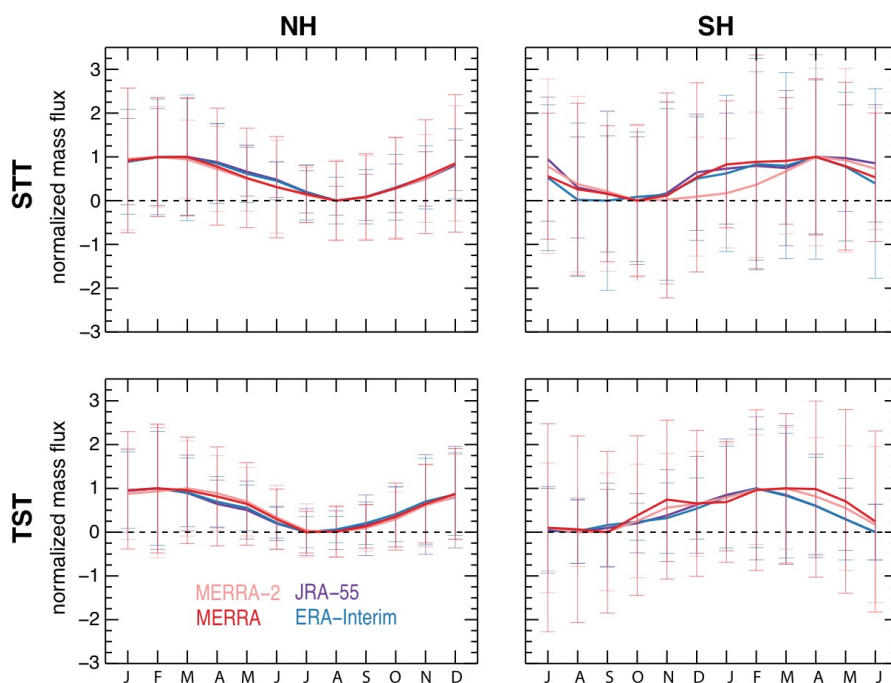 NH SH
STT
normalized mass flux
3
2
1
0
−1
−2
−3
TST
normalized mass flux
3
2
1
0
−1
−2
−3
MERRA−2 JRA−55
MERRA ERA−Interim
J F M A M J J A S O N D
J A S O N D J F M A M J